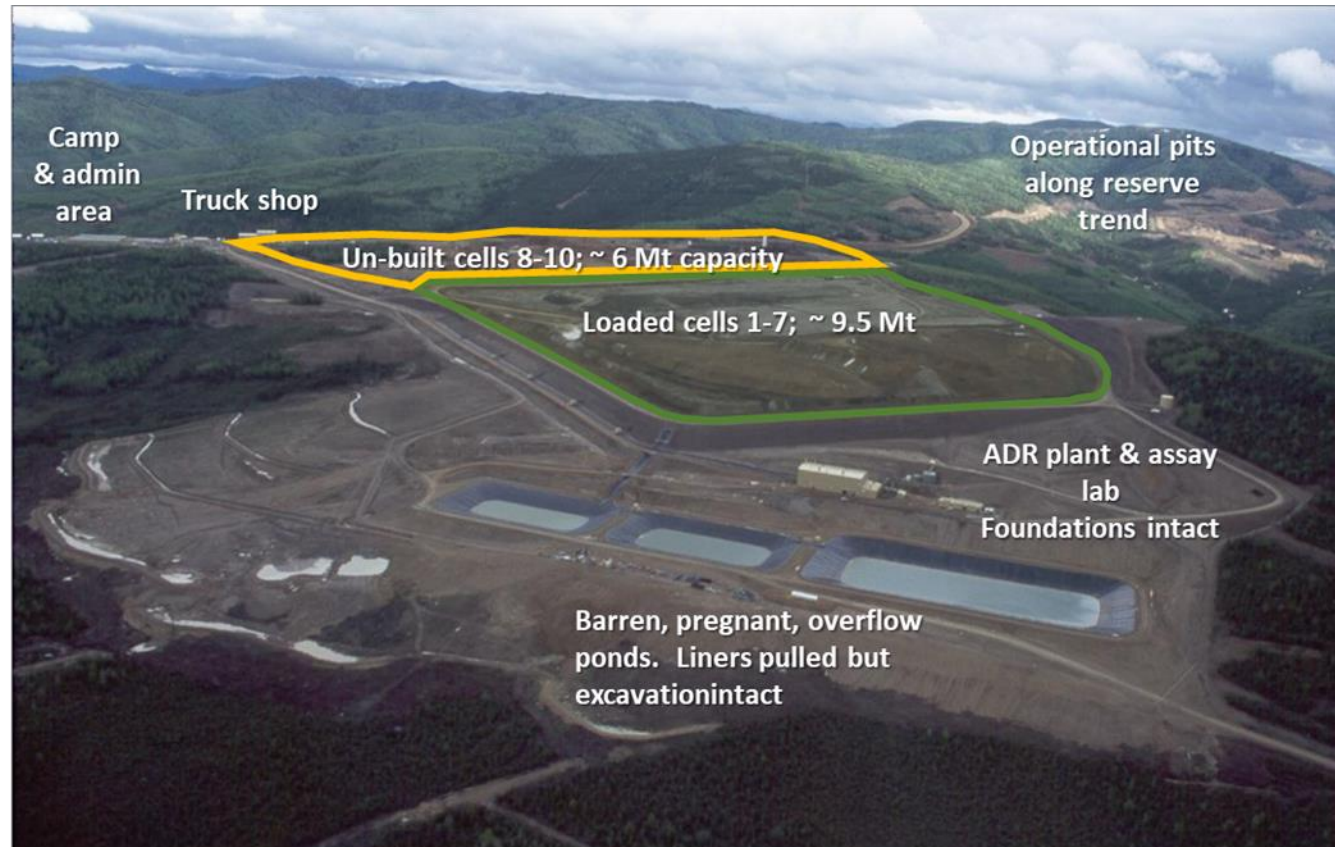 Camp
& admin
area
Truck shop
Operational pits
along reserve
trend
Un-built cells 8-10; ~ 6 Mt capacity
Loaded cells 1-7; ~ 9.5 Mt
ADR plant & assay
lab
Foundations intact
Barren, pregnant, overflow
ponds.  Liners pulled but
excavationintact